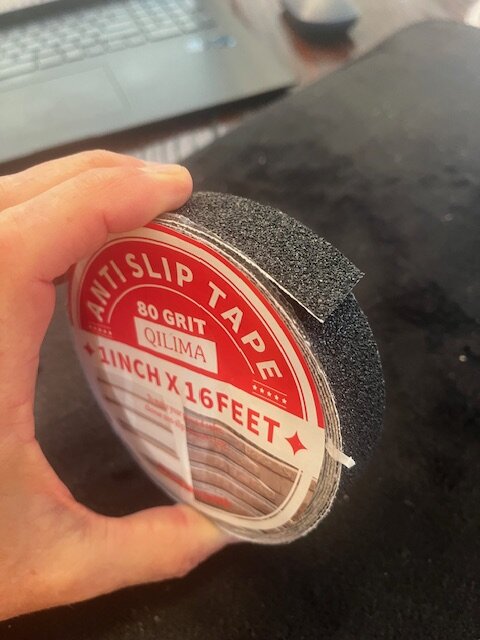 ANTI SLIP TAPE
80 GRIT
QILIMA
1INCH X 16FEET